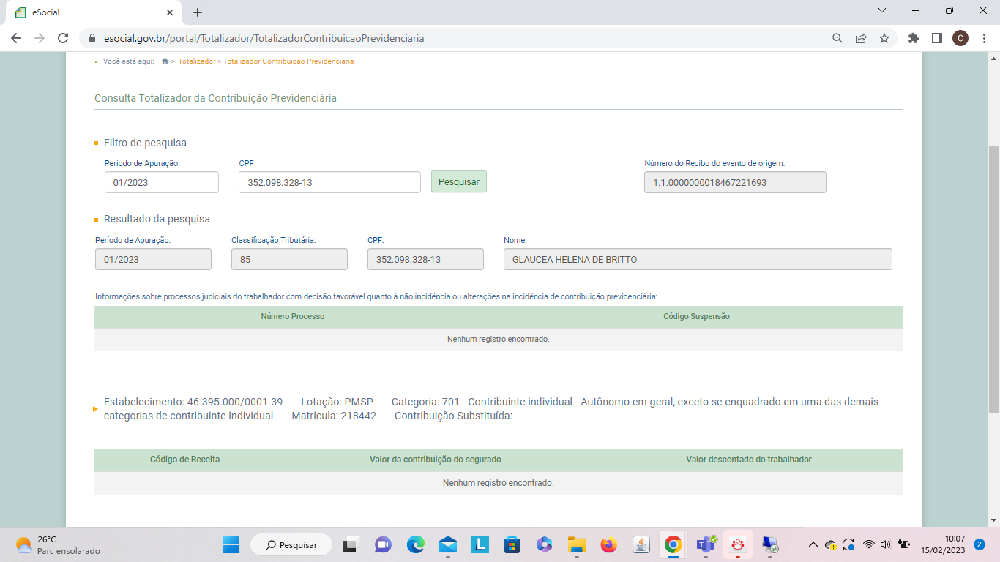 eSocial
esocial.gov.br/portal/Totalizador/TotalizadorContribuicaoPrevidenciaria
C
Você está aqui: > Totalizador > Totalizador Contribuicao Previdenciaria
Consulta Totalizador da Contribuição Previdenciária
Filtro de pesquisa
Período de Apuração: CPF Número do Recibo do evento de origem:
01/2023 352.098.328-13 Pesquisar 1.1.0000000018467221693
Resultado da pesquisa
Período de Apuração: Classificação Tributária: CPF: Nome:
01/2023 85 352.098.328-13 GLAUCEA HELENA DE BRITTO
Informações sobre processos judiciais do trabalhador com decisão favorável quanto à não incidência ou alterações na incidência de contribuição previdenciária:
Número Processo Código Suspensão
Nenhum registro encontrado.
Estabelecimento: 46.395.000/0001-39 Lotação: PMSP Categoria: 701 - Contribuinte individual - Autônomo em geral, exceto se enquadrado em uma das demais
categorias de contribuinte individual Matrícula: 218442 Contribuição Substituída: -
Código de Receita Valor da contribuição do segurado Valor descontado do trabalhador
Nenhum registro encontrado.
26°C
Parc ensolarado
Pesquisar
L
10:07
15/02/2023
2